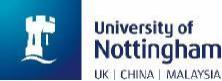 University of
Nottingham
UK | CHINA | MALAYSIA